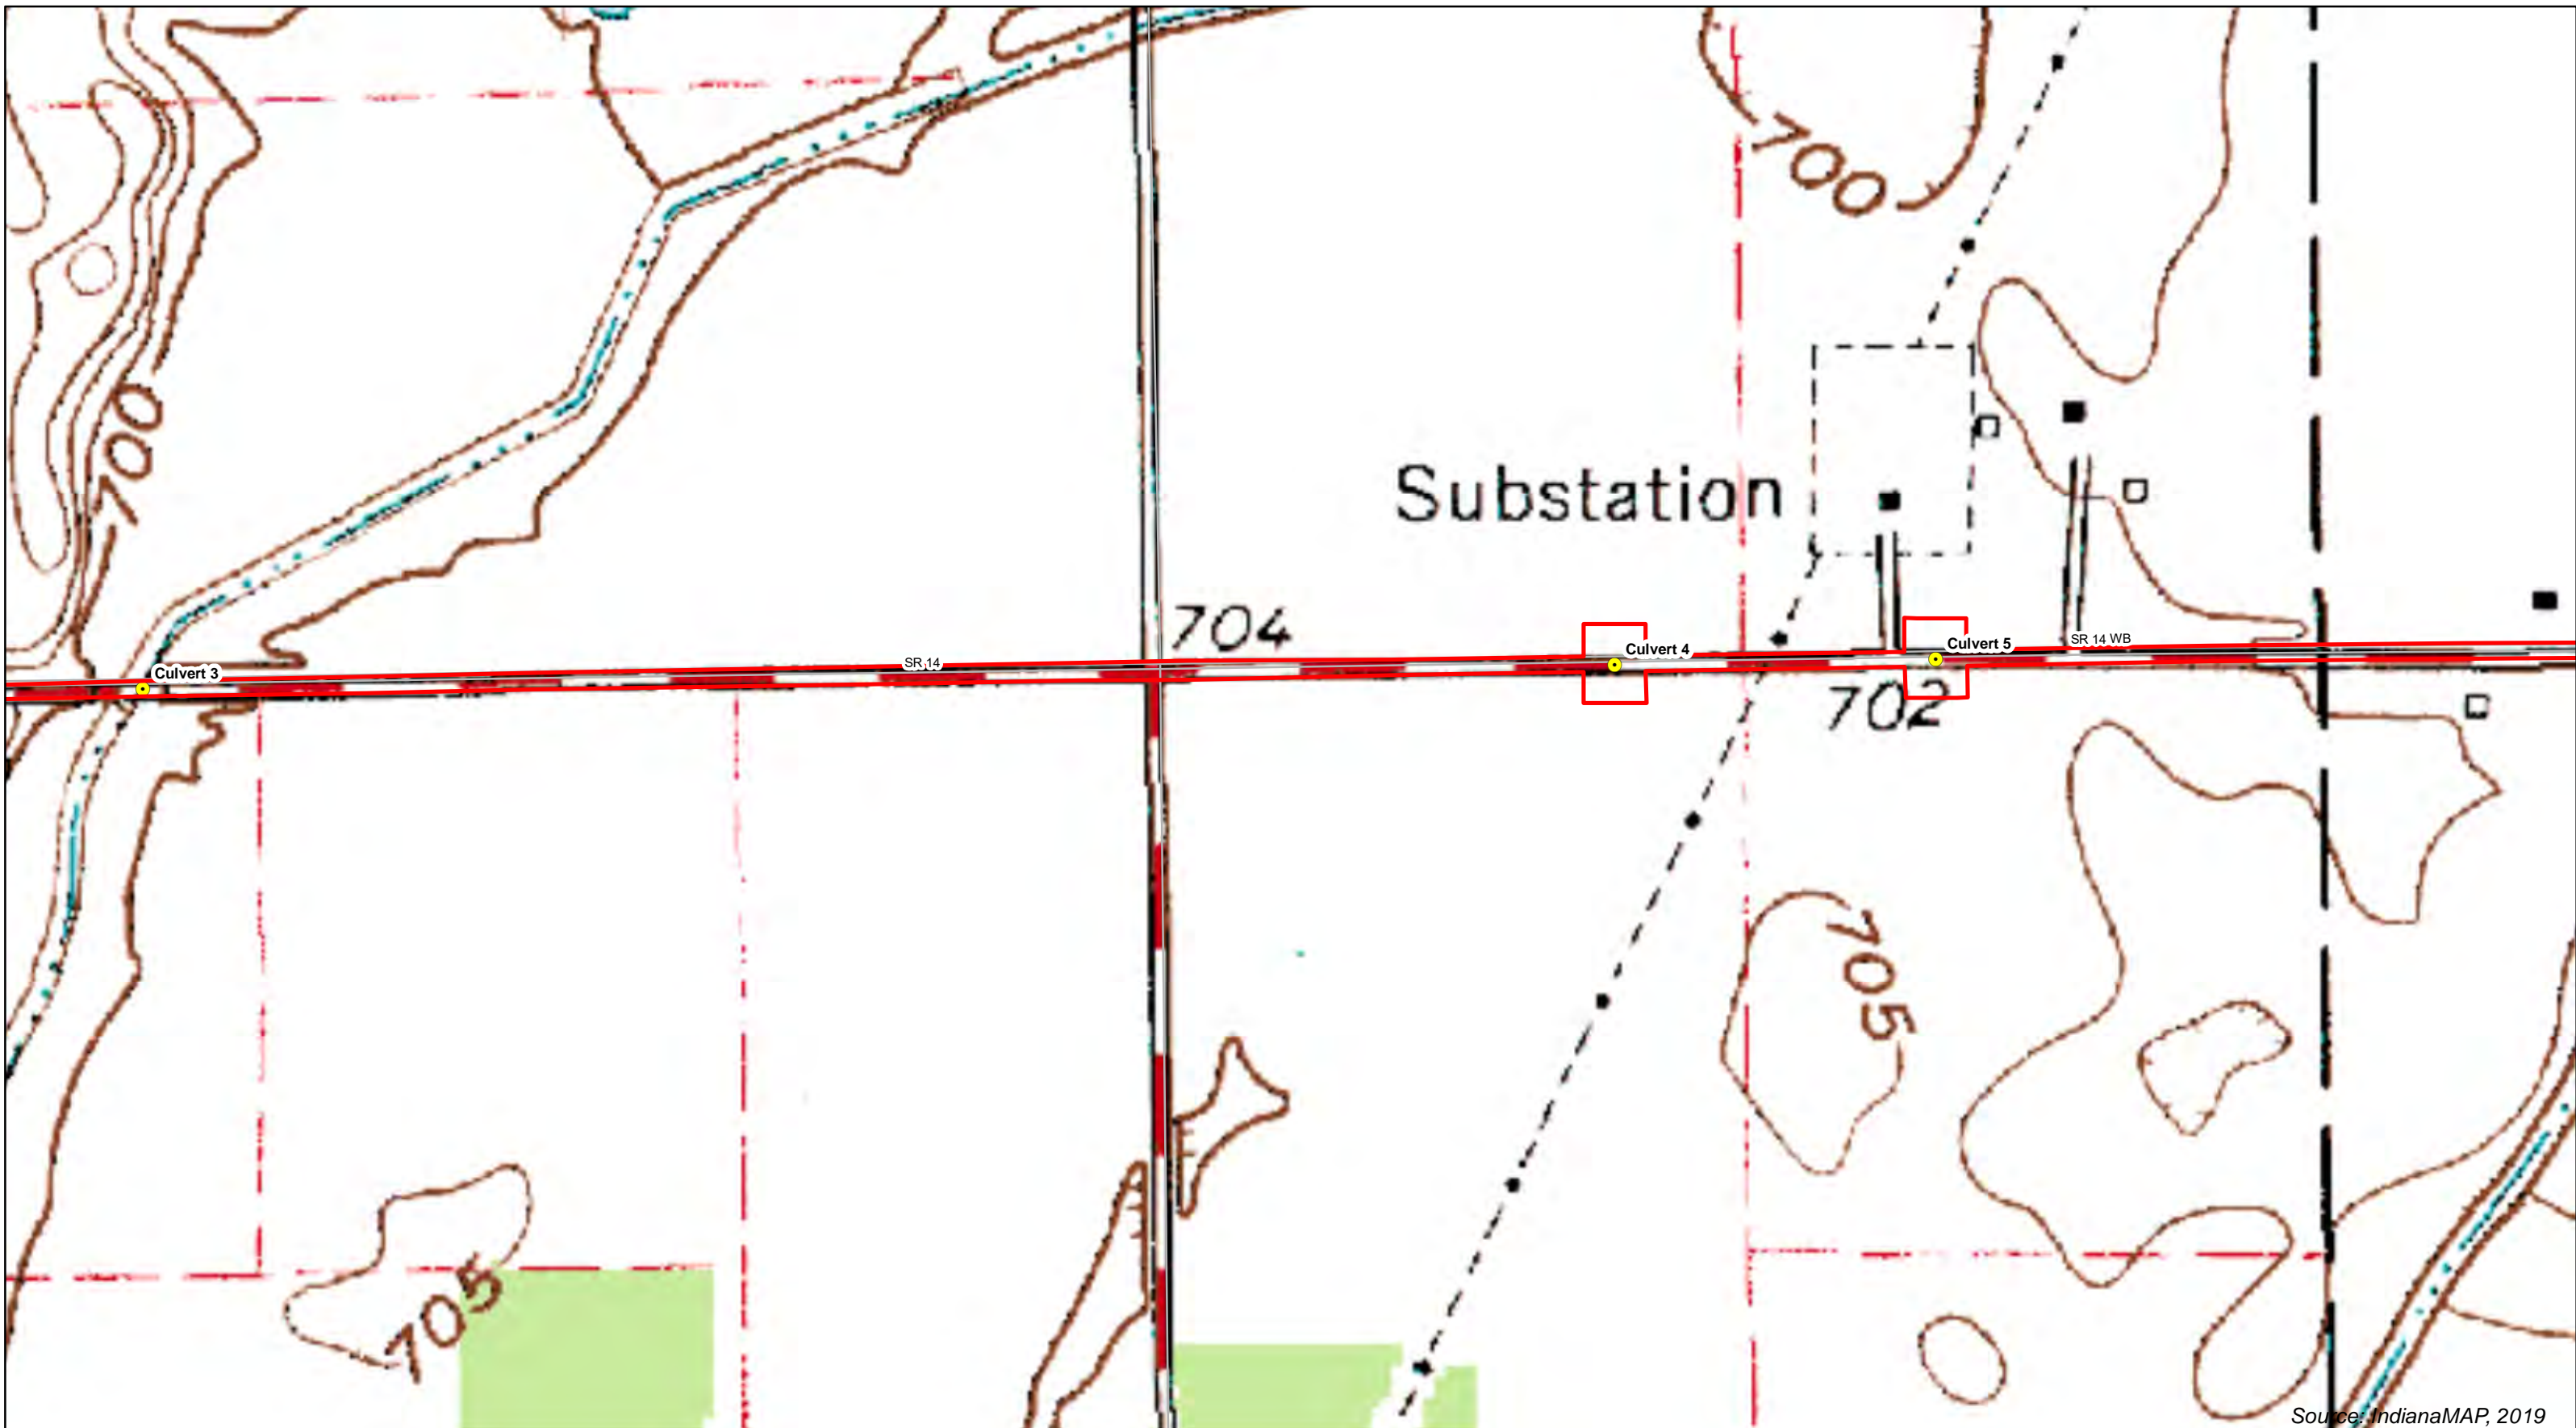 700
700
Substation
704
SR 14 WB
Culvert 5
Culvert 4
SR 14
Culvert 3
702
705
705
Source: IndianaMAP, 2019